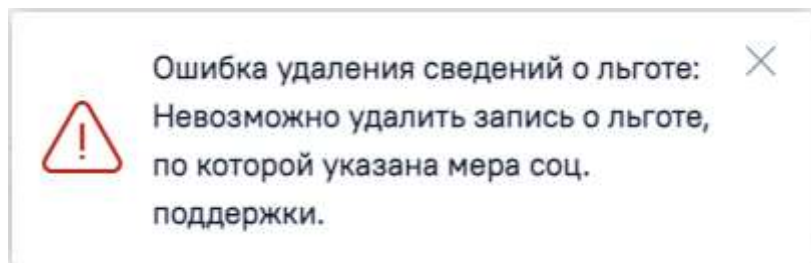 Ошибка удаления сведений о льготе:
Невозможно удалить запись о льготе,
по которой указана мера соц.
поддержки.